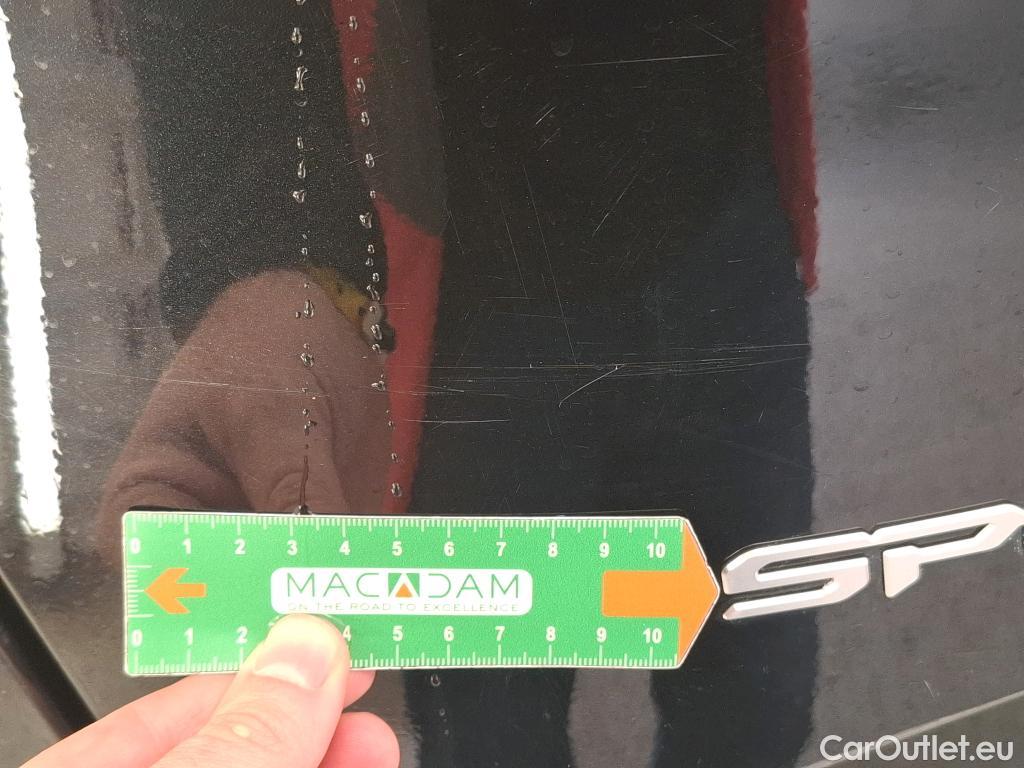 0 1 2 3 4 5 6 7 8 9 10
MACADAM
ON THE ROAD TO EXCELLENCE
SP
0 1 2 4 5 6 7 8 9 10
CarOutlet.eu